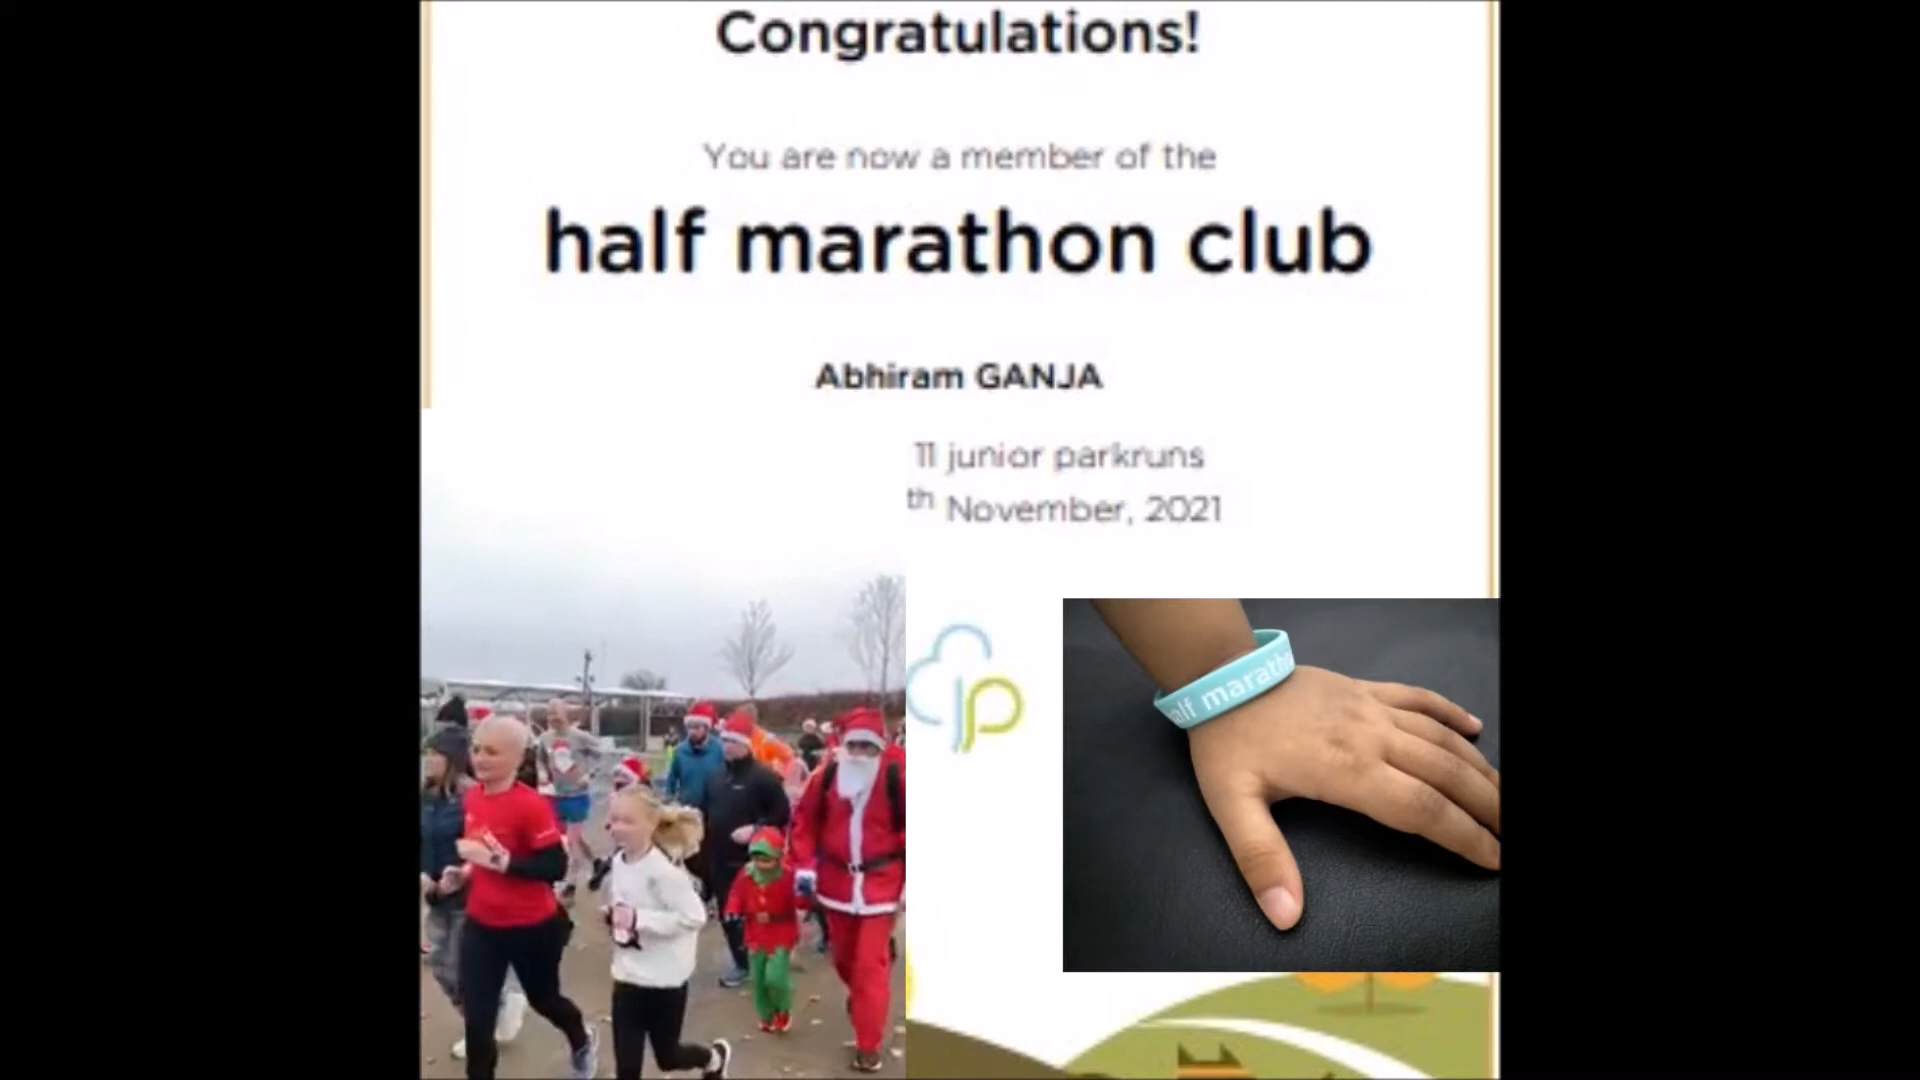 Congratulations!
You are now a member of the
half marathon club
Abhiram GANJA
11 junior parkruns
th November, 2021
p
alf marath